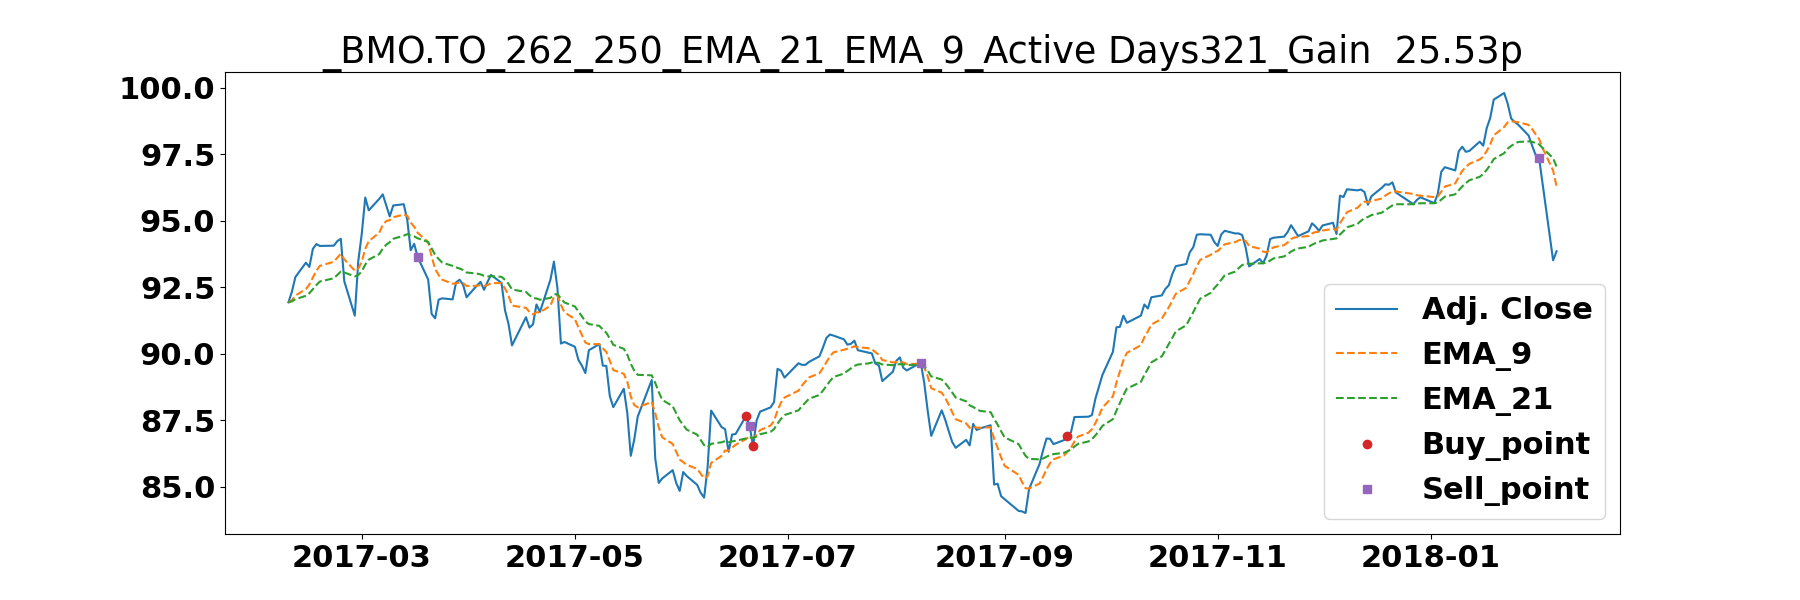 _BMO.TO_262_250_EMA_21_EMA_9_Active Days321_Gain  25.53p
100.0
97.5
95.0
92.5
90.0
87.5
85.0
Adj. Close
EMA_9
EMA_21
Buy_point
Sell_point
2017-03 2017-05 2017-07 2017-09 2017-11 2018-01